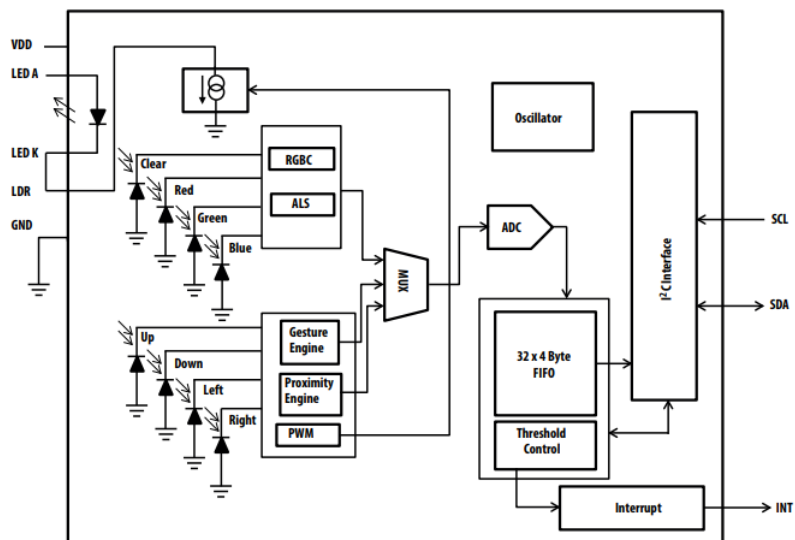 VDD
LED A
LED K
LDR
GND
Clear
Red
Green
Blue
RGBC
ALS
Up
Down
Left
Right
Gesture
Engine
Proximity
Engine
PWM
MUX
ADC
Oscillator
32 x 4 Byte
FIFO
Threshold
Control
I²C Interface
Interrupt
SCL
SDA
INT